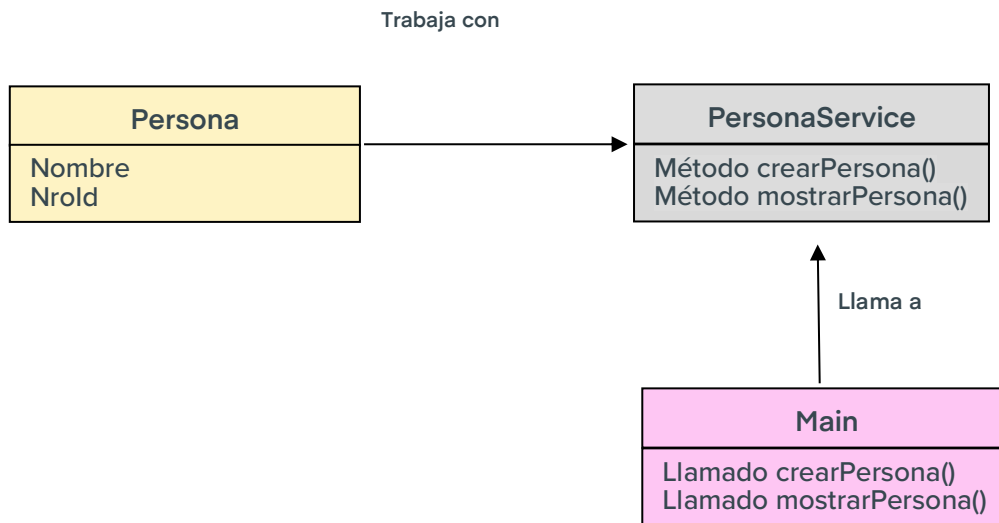 Trabaja con
Persona
Nombre
NroId
PersonaService
Método crearPersona()
Método mostrarPersona()
Llama a
Main
Llamado crearPersona()
Llamado mostrarPersona()